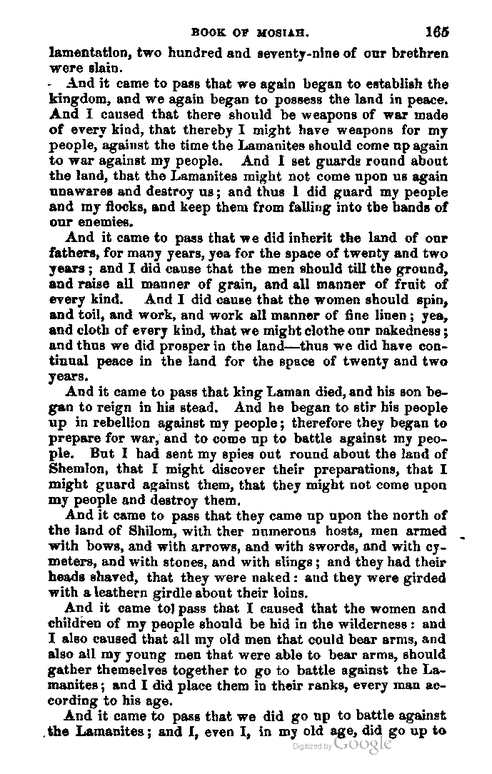 BOOK OF MOSIAH. 165
lamentation, two hundred and seventy-nine of our brethren
were slain.
And it came to pass that we again began to establish the
kingdom, and we again began to possess the land in peace.
And I caused that there should be weapons of war made
of every kind, that thereby I might have weapons for my
people, against the time the Lamanites should come up again
to war against my people. And I set guards round about
the land, that the Lamanites might not come upon us again
unawares and destroy us; and thus I did guard my people
and my flocks, and keep them from falling into the hands of
our enemies.
And it came to pass that we did inherit the land of our
fathers, for many years, yea for the space of twenty and two
years; and I did cause that the men should till the ground,
and raise all manner of grain, and all manner of fruit of
every kind. And I did cause that the women should spin,
and toil, and work, and work all manner of fine linen; yea,
and cloth of every kind, that we might clothe our nakedness;
and thus we did prosper in the land—thus we did have con-
tinual peace in the land for the space of twenty and two
years.
And it came to pass that king Laman died, and his son be-
gan to reign in his stead. And he began to stir his people
up in rebellion against my people; therefore they began to
prepare for war, and to come up to battle against my peo-
ple. But I had sent my spies out round about the land of
Shemlon, that I might discover their preparations, that I
might guard against them, that they might not come upon
my people and destroy them.
And it came to pass that they came up upon the north of
the land of Shilom, with ther numerous hosts, men armed
with bows, and with arrows, and with swords, and with cy-
meters, and with stones, and with slings; and they had their
heads shaved, that they were naked: and they were girded
with a leathern girdle about their loins.
And it came to pass that I caused that the women and
children of my people should be hid in the wilderness: and
I also caused that all my old men that could bear arms, and
also all my young men that were able to bear arms, should
gather themselves together to go to battle against the La-
manites; and I did place them in their ranks, every man ac-
cording to his age.
And it came to pass that we did go up to battle against
the Lamanites; and I, even I, in my old age, did go up to
Digitized by Google